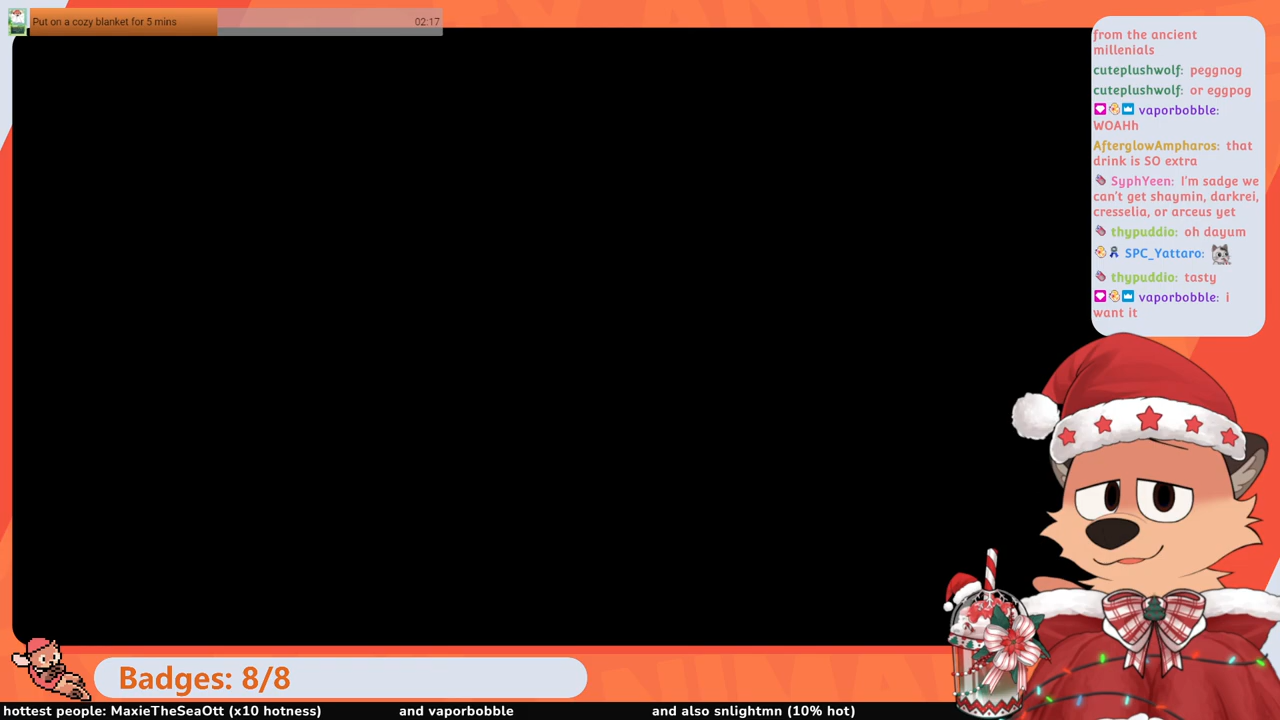 Put on a cozy blanket for 5 mins 02:17
from the ancient
millenials
cuteplushwolf: peggnog
cuteplushwolf: or eggpog
vaporbobble:
WOAHh
AfterglowAmpharos: that
drink is SO extra
SyphYeen: I'm sadge we
can't get shaymin, darkrei,
cresselia, or arceus yet
thypuddio: oh dayum
SPC_Yattaro:
thypuddio: tasty
vaporbobble: i
want it
Badges: 8/8
hottest people: MaxieTheSeaOtt (x10 hotness) and vaporbobble and also snlightmn (10% hot)